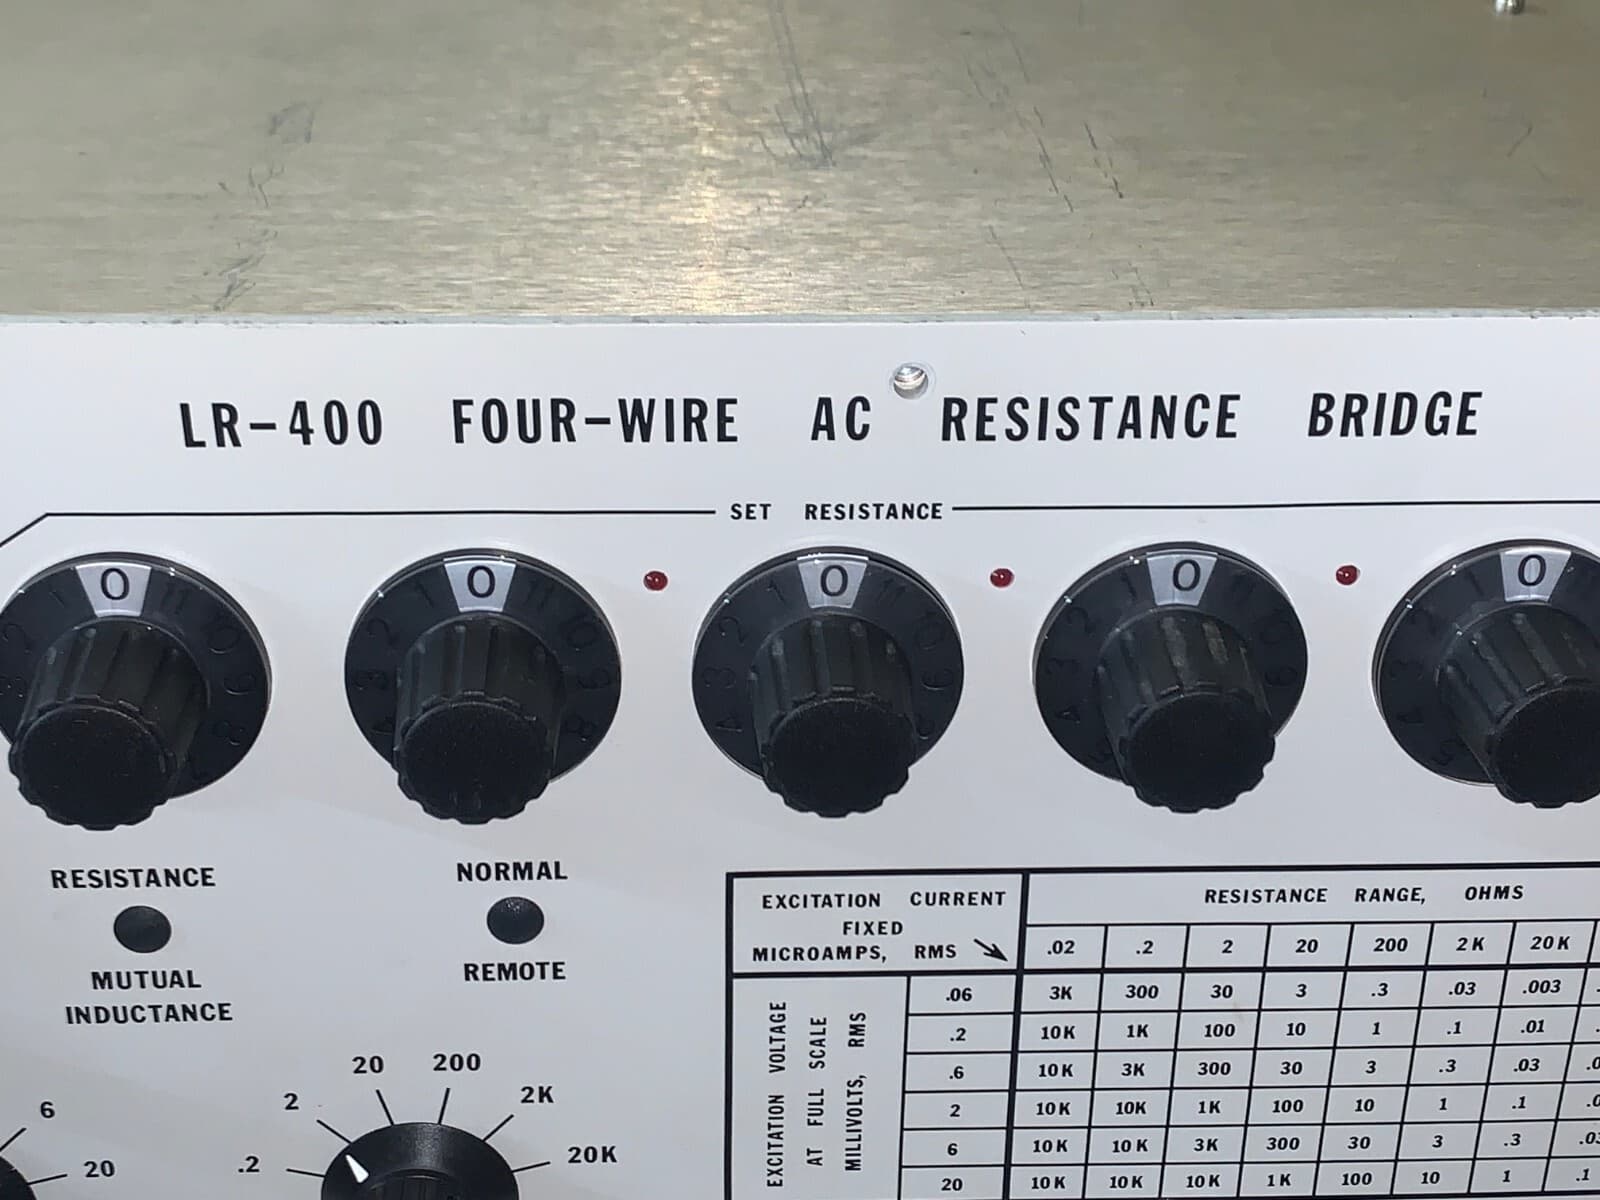 LR-400 FOUR-WIRE AC RESISTANCE BRIDGE
SET RESISTANCE
0 0 0 0 0
RESISTANCE
MUTUAL
INDUCTANCE
NORMAL
REMOTE
6
20
.2
2
20
200
2K
20K
EXCITATION CURRENT
FIXED
MICROAMPS, RMS
RESISTANCE RANGE, OHMS
.02 .2 2 20 200 2K 20K
EXCITATION VOLTAGE
AT FULL SCALE
MILLIVOLTS, RMS
.06 3K 300 30 3 .3 .03 .003
.2 10K 1K 100 10 1 .1 .01
.6 10K 3K 300 30 3 .3 .03
2 10K 10K 1K 100 10 1 .1
6 10K 10K 3K 300 30 3 .3
20 10K 10K 10K 1K 100 10 1 .1